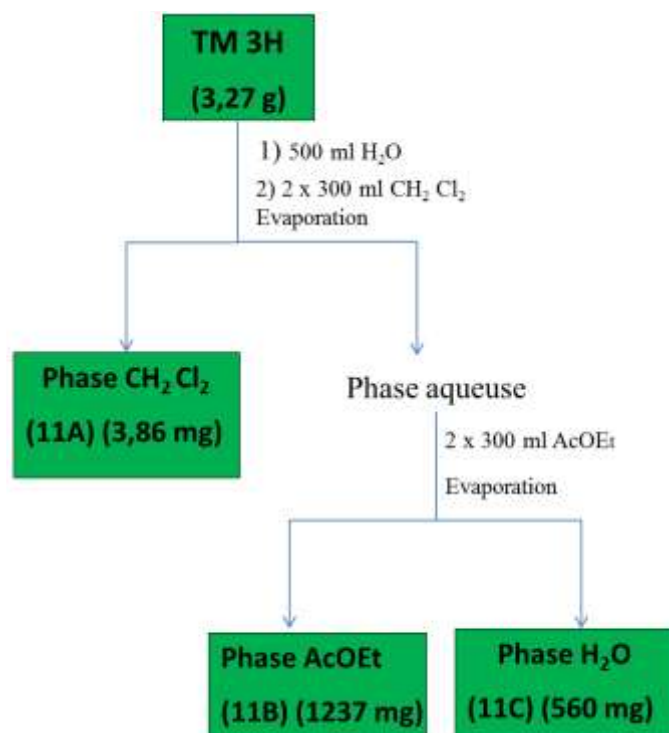 TM 3H
(3,27 g)
1) 500 ml H₂O
2) 2 x 300 ml CH₂ Cl₂
Evaporation
Phase CH₂ Cl₂
(11A) (3,86 mg)
Phase aqueuse
2 x 300 ml AcOEt
Evaporation
Phase AcOEt
(11B) (1237 mg)
Phase H₂O
(11C) (560 mg)